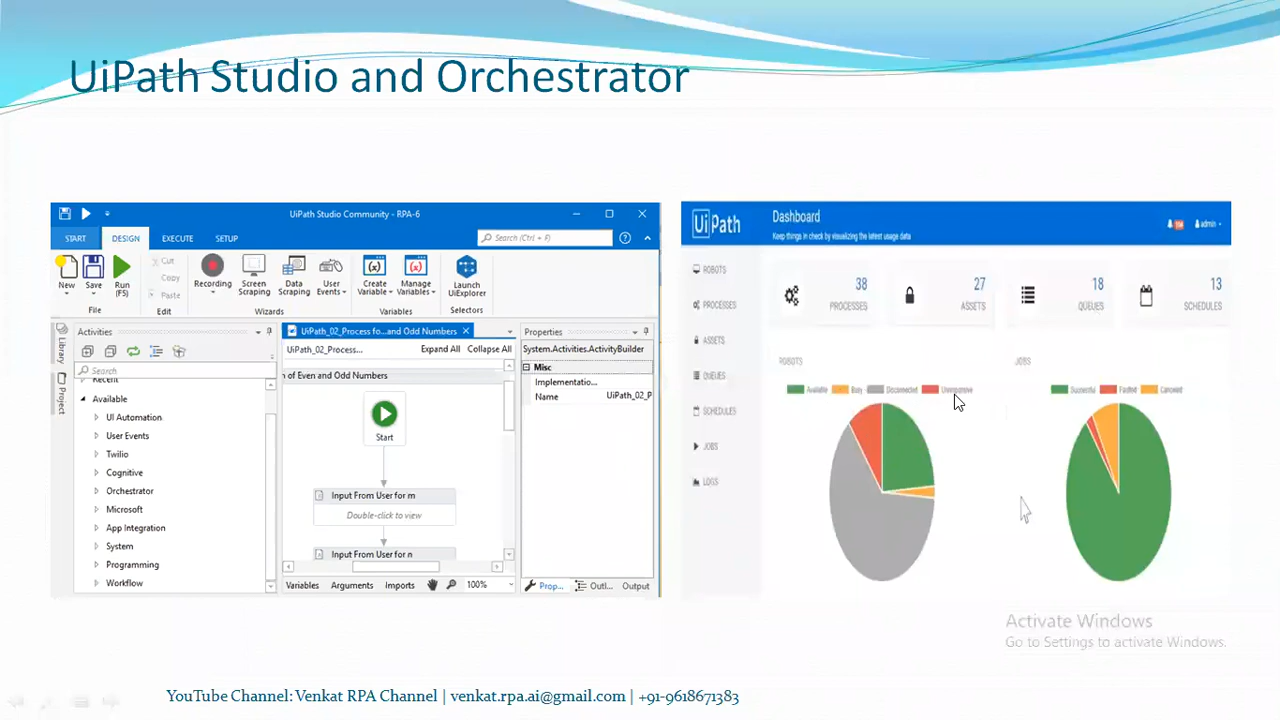 UiPath Studio and Orchestrator
UiPath Studio Community - RPA-6
START DESIGN EXECUTE SETUP
Search (Ctrl + F)
New
Save
Run
(F5)
Cut
Copy
Paste
Recording
Screen
Scraping
Data
Scraping
User
Events
Create
Variable
Manage
Variables
Launch
UiExplorer
File Edit Wizards Variables Selectors
Library
Project
Activities
Search
Recent
Available
UI Automation
User Events
Twilio
Cognitive
Orchestrator
Microsoft
App Integration
System
Programming
Workflow
UiPath_02_Process fo...and Odd Numbers
UiPath_02_Process... Expand All Collapse All
n of Even and Odd Numbers
Start
Input From User for m
Double-click to view
Input From User for n
Variables Arguments Imports 100%
Properties
System.Activities.ActivityBuilder
Misc
Implementatio...
Name UiPath_02_P
Prop... Outli... Output
UiPath
Dashboard
Keep things in check by visualizing the latest usage data
admin
ROBOTS
PROCESSES
ASSETS
QUEUES
SCHEDULES
JOBS
LOGS
38
PROCESSES
27
ASSETS
18
QUEUES
13
SCHEDULES
ROBOTS
Available Busy Disconnected
JOBS
Successful Faulted Canceled
Activate Windows
Go to Settings to activate Windows.
YouTube Channel: Venkat RPA Channel | venkat.rpa.ai@gmail.com | +91-9618671383